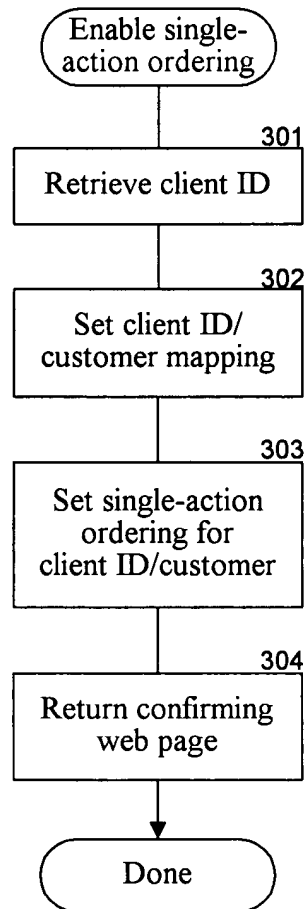 Enable single-
action ordering
301
Retrieve client ID
302
Set client ID/
customer mapping
303
Set single-action
ordering for
client ID/customer
304
Return confirming
web page
Done